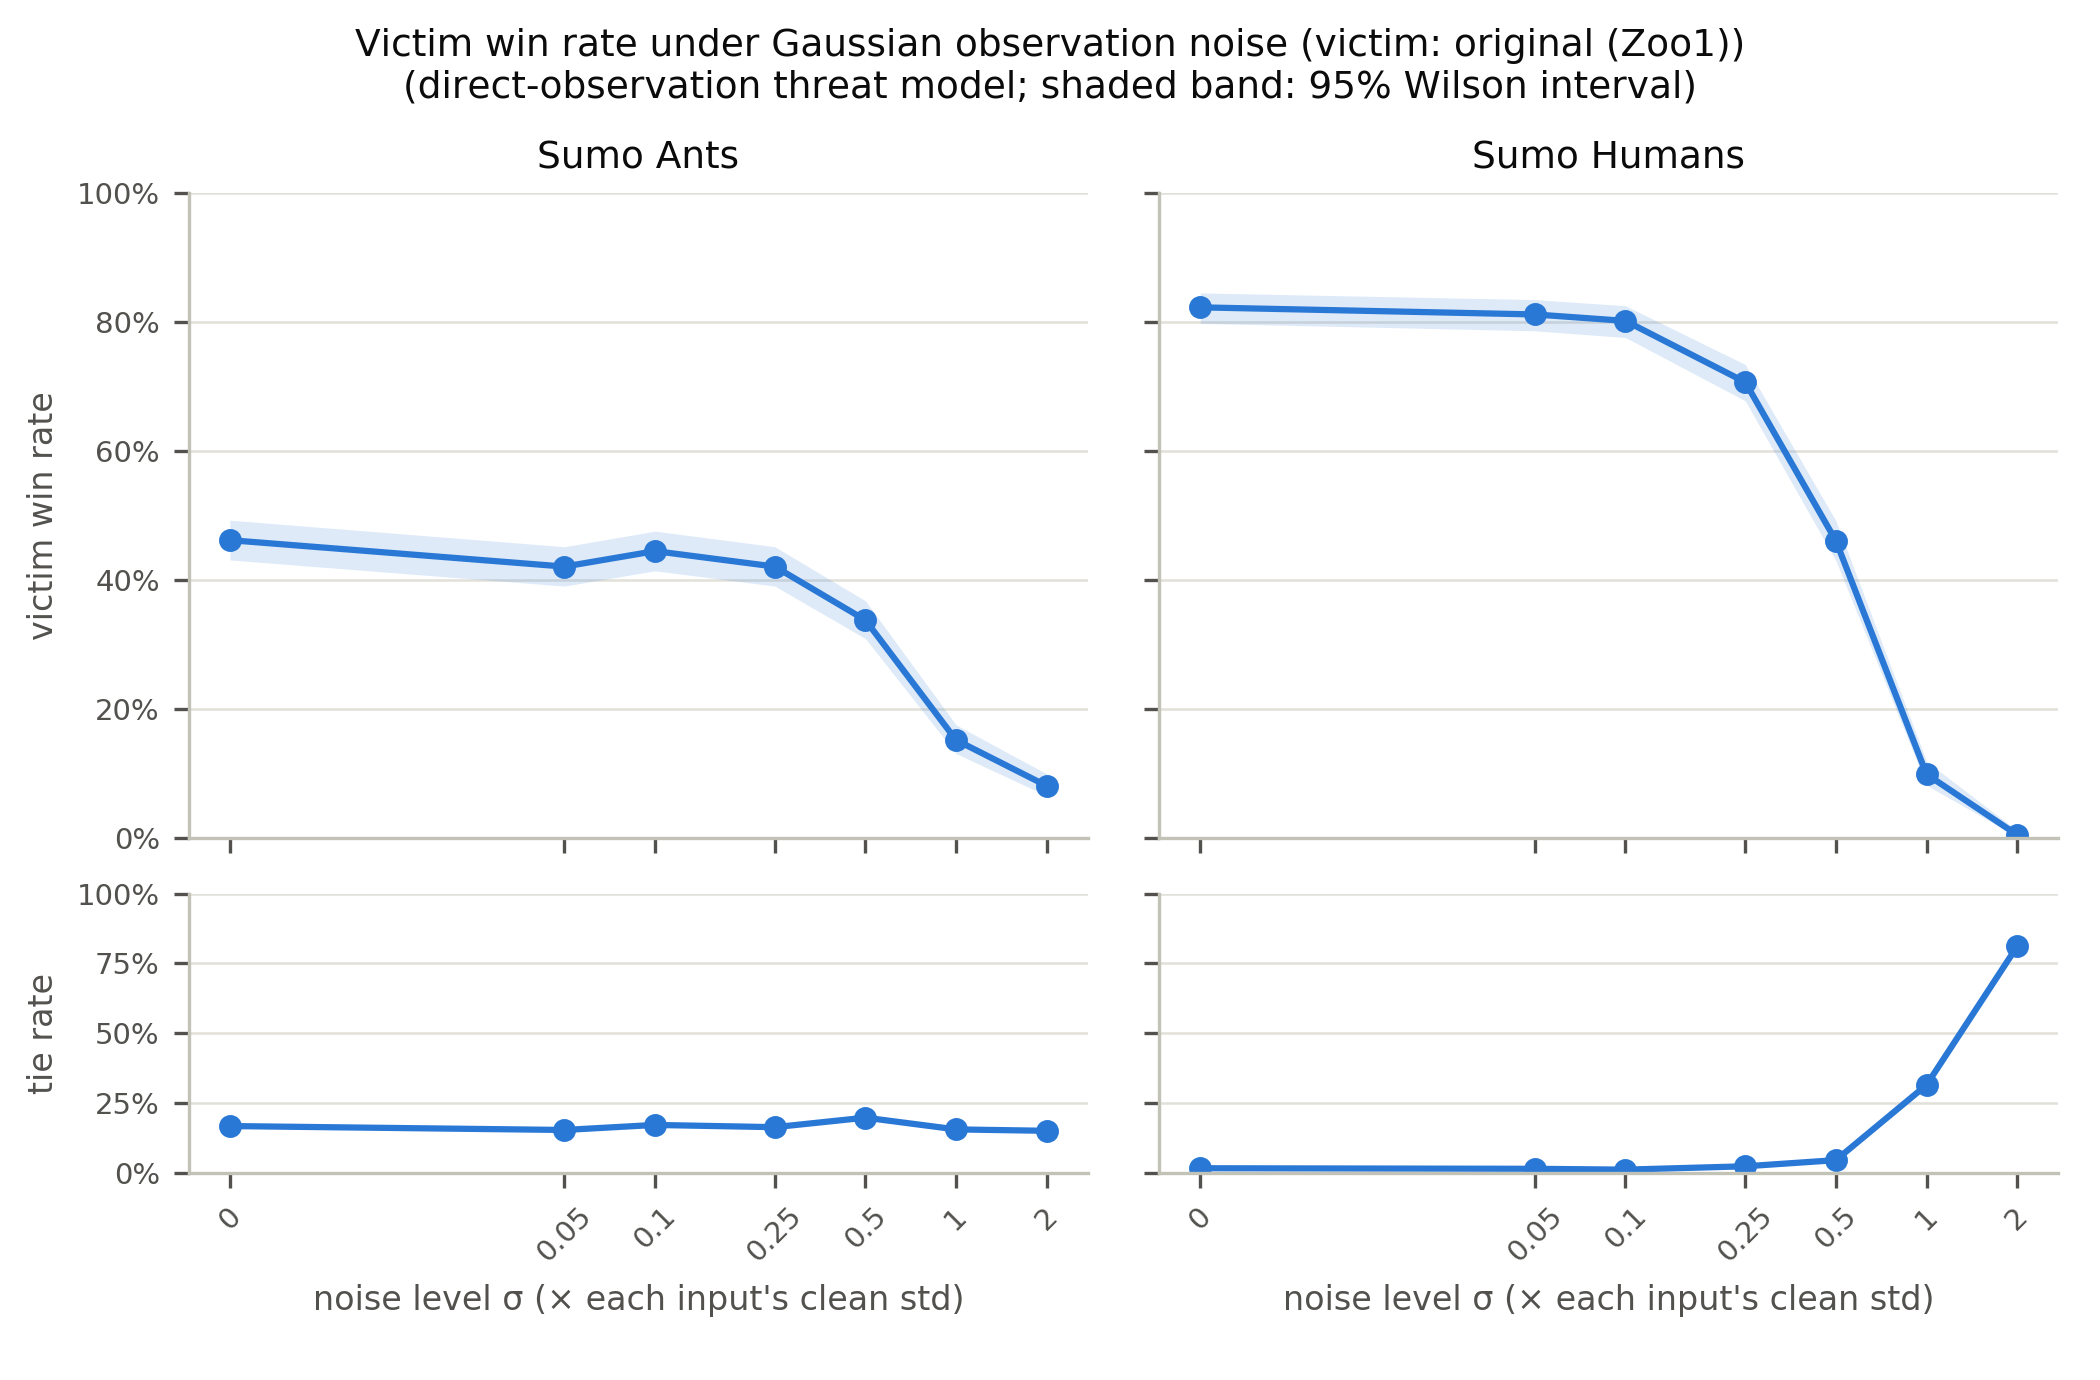 Victim win rate under Gaussian observation noise (victim: original (Zoo1))
(direct-observation threat model; shaded band: 95% Wilson interval)
Sumo Ants
Sumo Humans
victim win rate
100%
80%
60%
40%
20%
0%
tie rate
100%
75%
50%
25%
0%
0 0.05 0.1 0.25 0.5 1 2
0 0.05 0.1 0.25 0.5 1 2
noise level σ (× each input's clean std)
noise level σ (× each input's clean std)